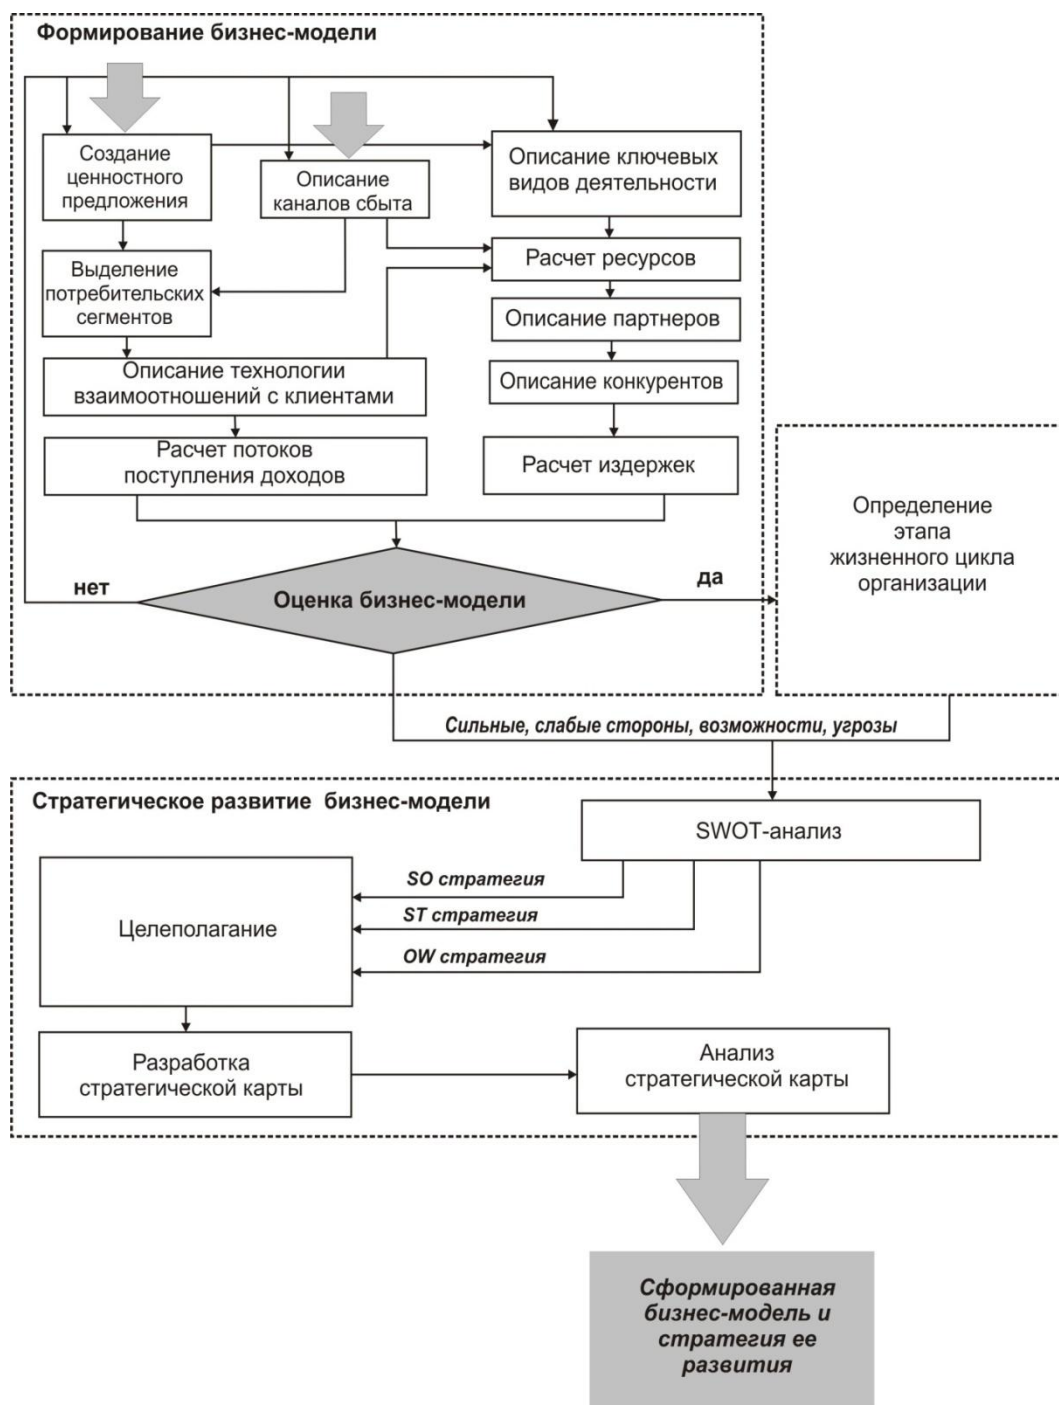 Формирование бизнес-модели
Создание
ценностного
предложения
Описание
каналов сбыта
Описание ключевых
видов деятельности
Выделение
потребительских
сегментов
Расчет ресурсов
Описание партнеров
Описание технологии
взаимоотношений с клиентами
Описание конкурентов
Расчет потоков
поступления доходов
Расчет издержек
Определение
этапа
жизненного цикла
организации
нет
Оценка бизнес-модели
да
Сильные, слабые стороны, возможности, угрозы
Стратегическое развитие бизнес-модели
SWOT-анализ
SO стратегия
ST стратегия
OW стратегия
Целеполагание
Разработка
стратегической карты
Анализ
стратегической карты
Сформированная
бизнес-модель и
стратегия ее
развития